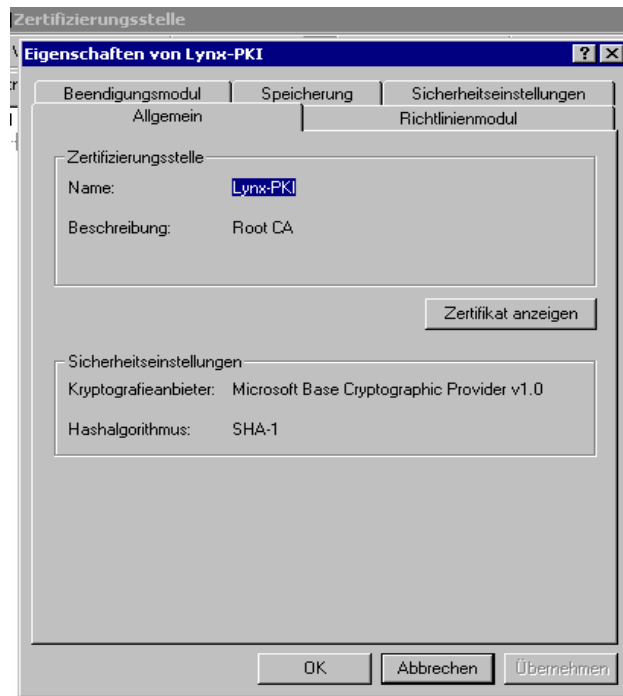 Zertifizierungsstelle
Eigenschaften von Lynx-PKI
Beendigungsmodul Speicherung Sicherheitseinstellungen
Allgemein Richtlinienmodul
Zertifizierungsstelle
Name: Lynx-PKI
Beschreibung: Root CA
Zertifikat anzeigen
Sicherheitseinstellungen
Kryptografieanbieter: Microsoft Base Cryptographic Provider v1.0
Hashalgorithmus: SHA-1
OK Abbrechen Übernehmen